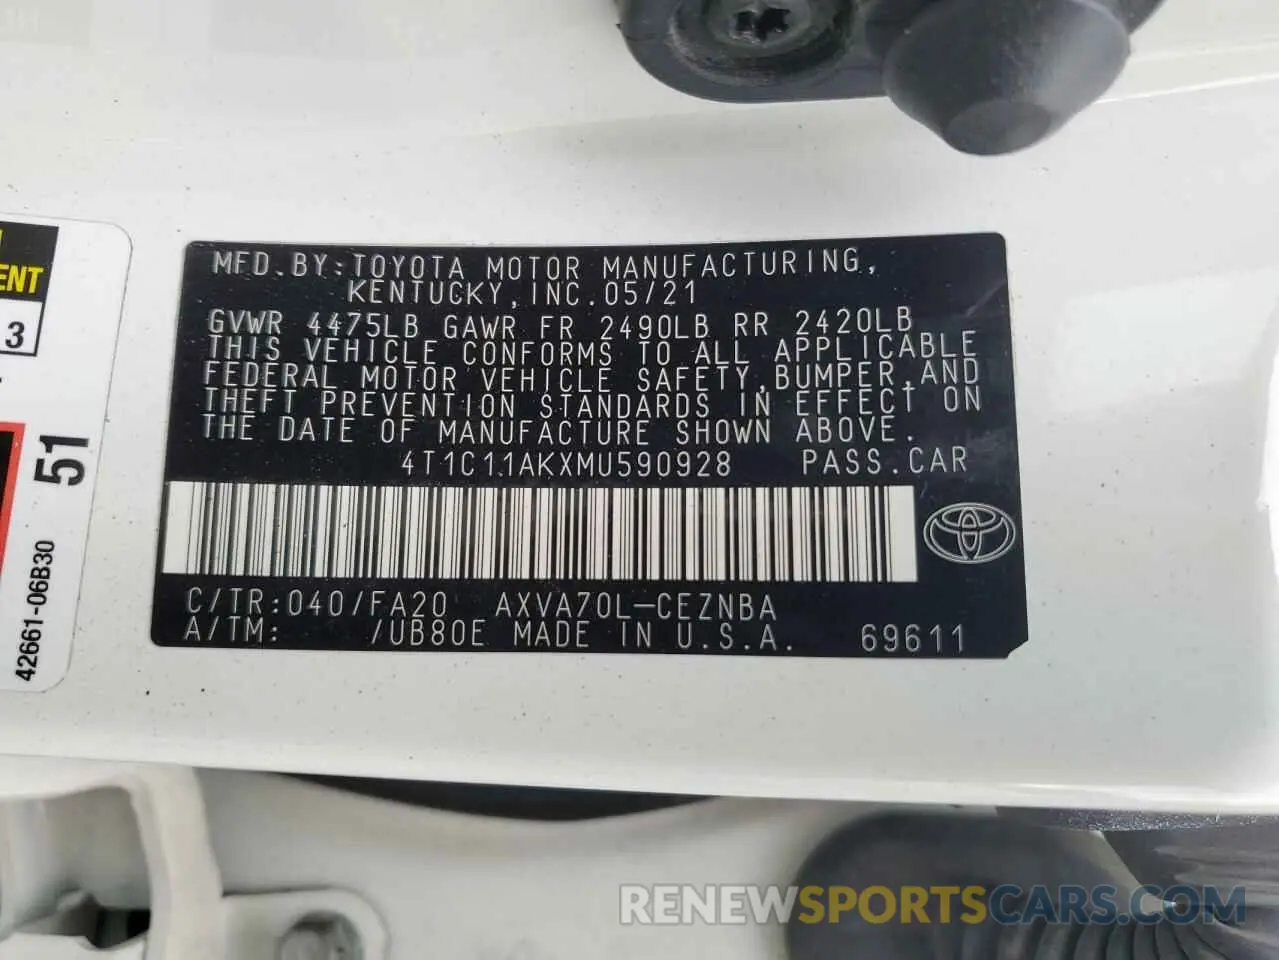 MFD.BY:TOYOTA MOTOR MANUFACTURING,
KENTUCKY,INC.05/21
GVWR 4475LB GAWR FR 2490LB RR 2420LB
THIS VEHICLE CONFORMS TO ALL APPLICABLE
FEDERAL MOTOR VEHICLE SAFETY,BUMPER,AND
THEFT PREVENTION STANDARDS IN EFFECT ON
THE DATE OF MANUFACTURE SHOWN ABOVE.
4T1C11AKXMU590928 PASS.CAR
C/TR:040/FA20 AXVA70L-CEZNBA
A/TM: /UB80E MADE IN U.S.A. 69611
3
51
42661-06B30
RENEWSPORTSCARS.COM